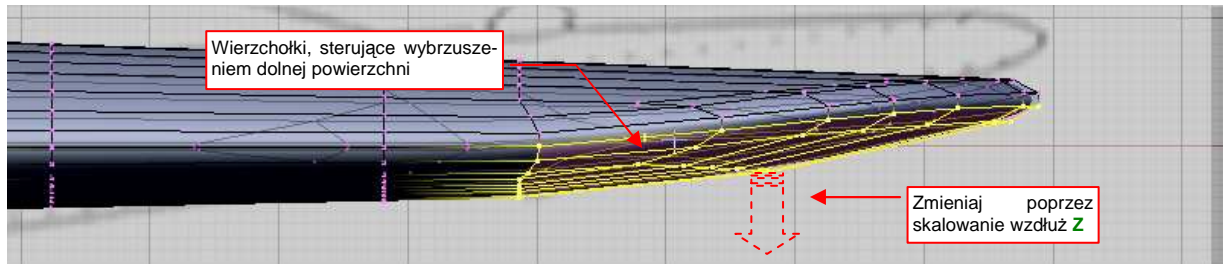 Wierzchołki, sterujące wybrzusze-
niem dolnej powierzchni
Zmieniaj poprzez
skalowanie wzdłuż Z